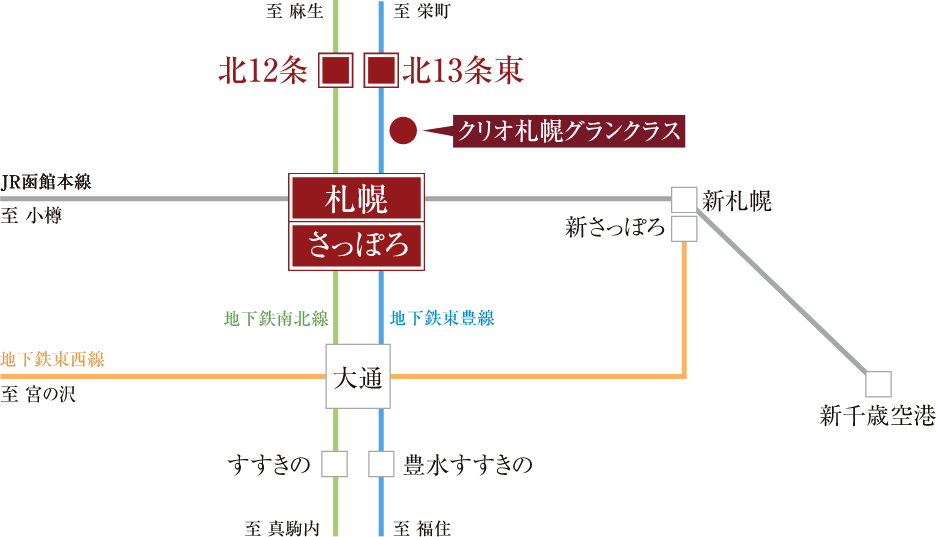 至 麻生
至 栄町
北12条
北13条東
クリオ札幌グランクラス
JR函館本線
至 小樽
札幌
さっぽろ
新札幌
新さっぽろ
地下鉄南北線
地下鉄東豊線
地下鉄東西線
至 宮の沢
大通
新千歳空港
すすきの
豊水すすきの
至 真駒内
至 福住